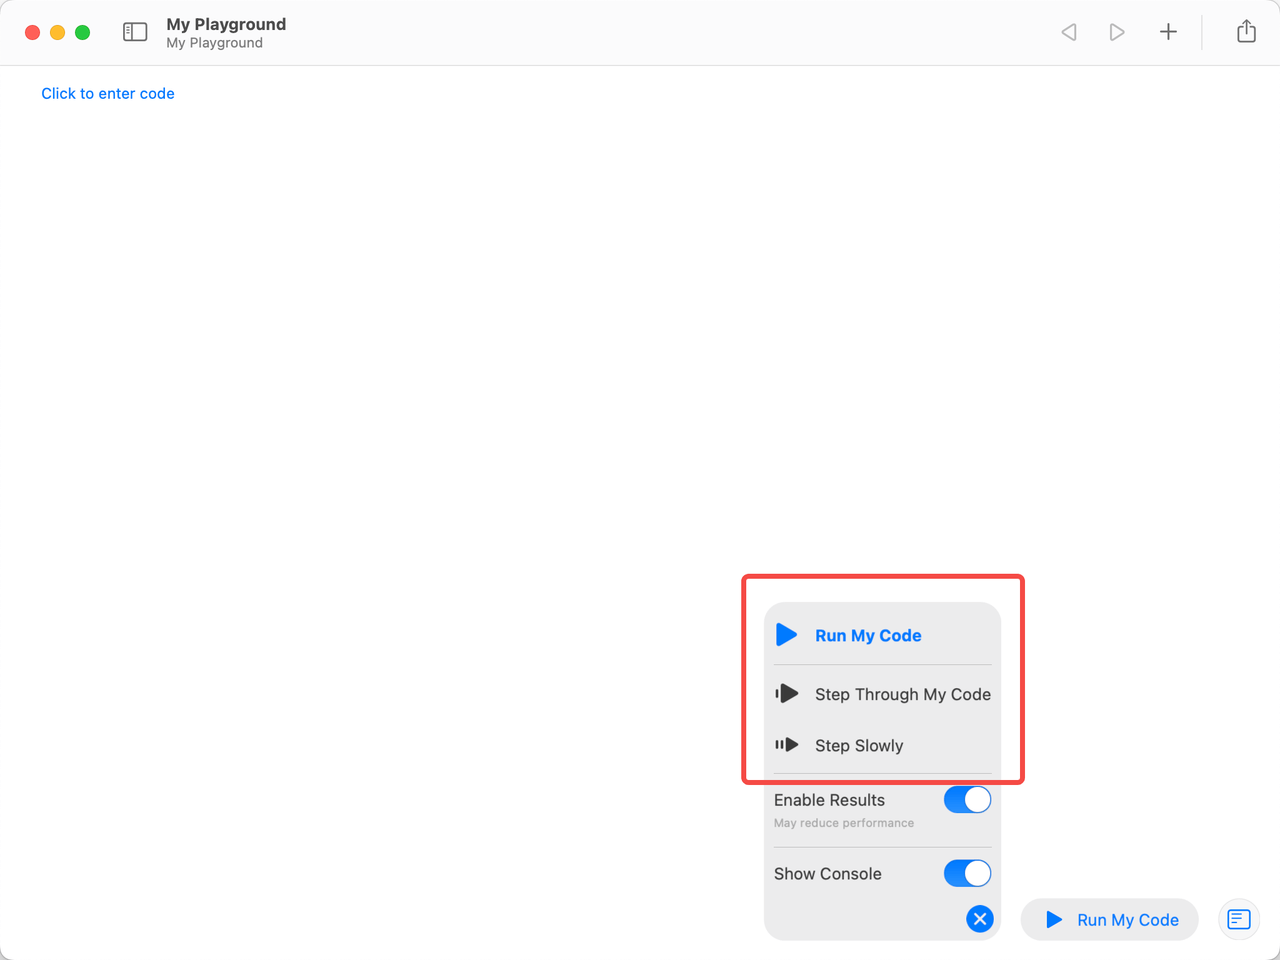 My Playground
My Playground
Click to enter code
Run My Code
Step Through My Code
Step Slowly
Enable Results
May reduce performance
Show Console
Run My Code